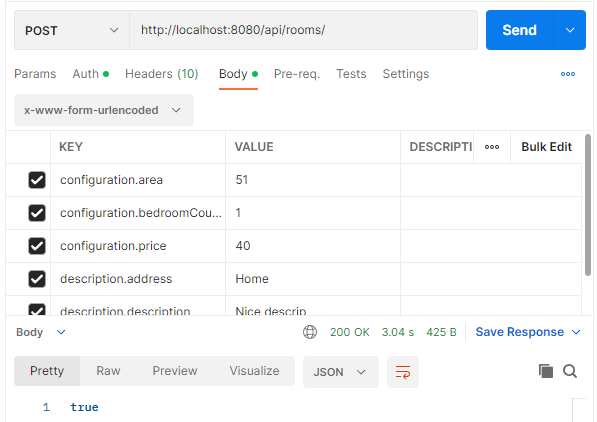 POST http://localhost:8080/api/rooms/ Send
Params Auth Headers (10) Body Pre-req. Tests Settings
x-www-form-urlencoded
KEY VALUE DESCRIPTI Bulk Edit
configuration.area 51
configuration.bedroomCou... 1
configuration.price 40
description.address Home
description.description Nice descrip
Body 200 OK 3.04 s 425 B Save Response
Pretty Raw Preview Visualize JSON
1 true